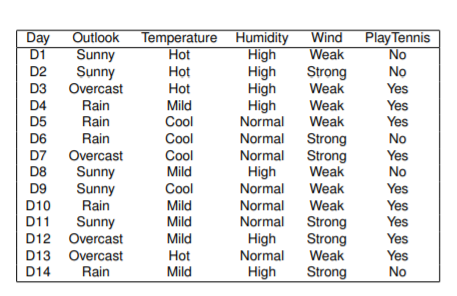 Day Outlook Temperature Humidity Wind PlayTennis
D1 Sunny Hot High Weak No
D2 Sunny Hot High Strong No
D3 Overcast Hot High Weak Yes
D4 Rain Mild High Weak Yes
D5 Rain Cool Normal Weak Yes
D6 Rain Cool Normal Strong No
D7 Overcast Cool Normal Strong Yes
D8 Sunny Mild High Weak No
D9 Sunny Cool Normal Weak Yes
D10 Rain Mild Normal Weak Yes
D11 Sunny Mild Normal Strong Yes
D12 Overcast Mild High Strong Yes
D13 Overcast Hot Normal Weak Yes
D14 Rain Mild High Strong No